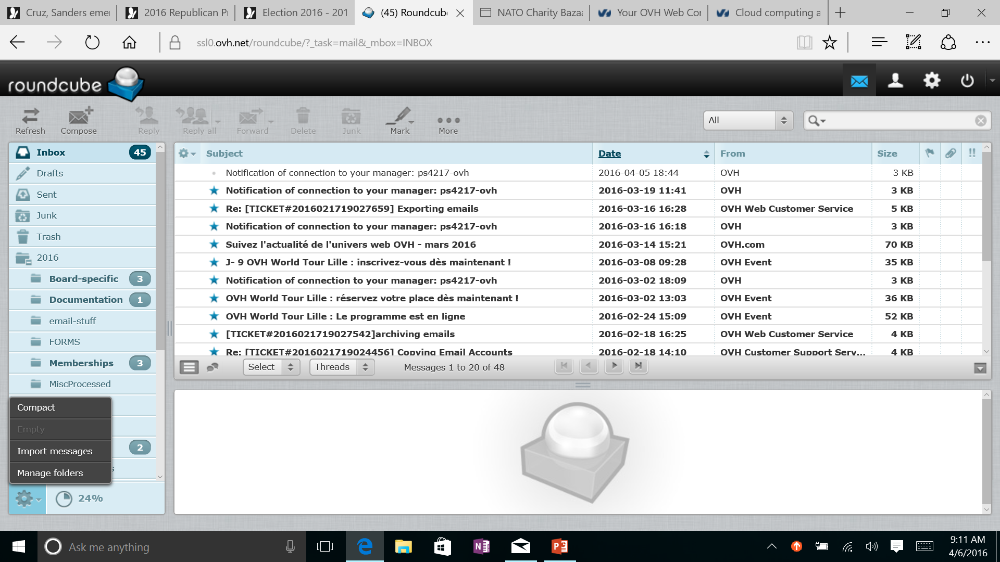 Cruz, Sanders eme
2016 Republican P
Election 2016 - 201
(45) Roundcub
NATO Charity Bazaa
Your OVH Web Co
Cloud computing a
ssl0.ovh.net/roundcube/?_task=mail&_mbox=INBOX
roundcube
Refresh
Compose
Reply
Reply all
Forward
Delete
Junk
Mark
More
All
Inbox 45
Drafts
Sent
Junk
Trash
2016
Board-specific 3
Documentation 1
email-stuff
FORMS
Memberships 3
MiscProcessed
2
s
Compact
Empty
Import messages
Manage folders
24%
Subject Date From Size !!
Notification of connection to your manager: ps4217-ovh 2016-04-05 18:44 OVH 3 KB
Notification of connection to your manager: ps4217-ovh 2016-03-19 11:41 OVH 3 KB
Re: [TICKET#2016021719027659] Exporting emails 2016-03-16 16:28 OVH Web Customer Service 5 KB
Notification of connection to your manager: ps4217-ovh 2016-03-16 16:18 OVH 3 KB
Suivez l'actualité de l'univers web OVH - mars 2016 2016-03-14 15:21 OVH.com 70 KB
J- 9 OVH World Tour Lille : inscrivez-vous dès maintenant ! 2016-03-08 09:28 OVH Event 35 KB
Notification of connection to your manager: ps4217-ovh 2016-03-02 18:09 OVH 3 KB
OVH World Tour Lille : réservez votre place dès maintenant ! 2016-03-02 13:03 OVH Event 36 KB
OVH World Tour Lille : Le programme est en ligne 2016-02-24 15:09 OVH Event 52 KB
[TICKET#2016021719027542]archiving emails 2016-02-18 16:25 OVH Web Customer Service 4 KB
Re: [TICKET#2016021719024456] Copying Email Accounts 2016-02-18 14:10 OVH Customer Support Serv... 4 KB
Select
Threads
Messages 1 to 20 of 48
Ask me anything
9:11 AM
4/6/2016